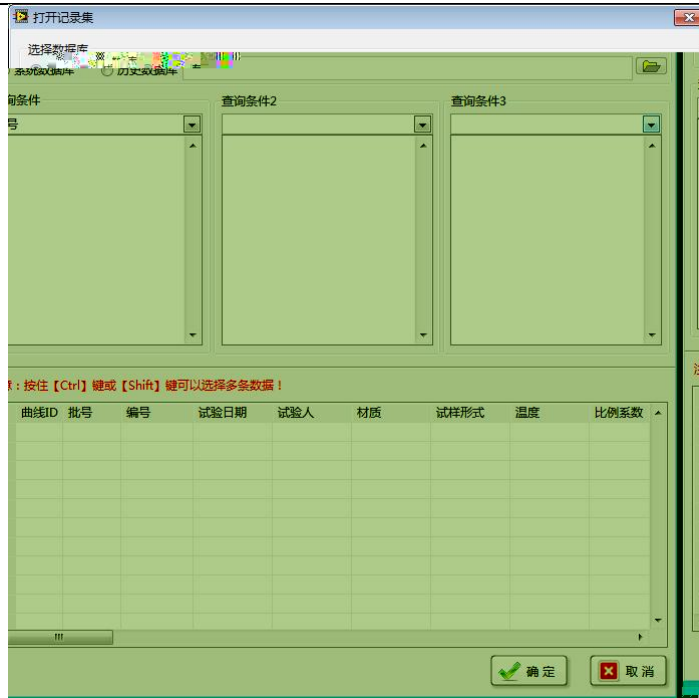 打开记录集
选择数据库
系统数据库 历史数据库
询条件 查询条件2 查询条件3
号
:按住【Ctrl】键或【Shift】键可以选择多条数据！
曲线ID 批号 编号 试验日期 试验人 材质 试样形式 温度 比例系数
确定 取消